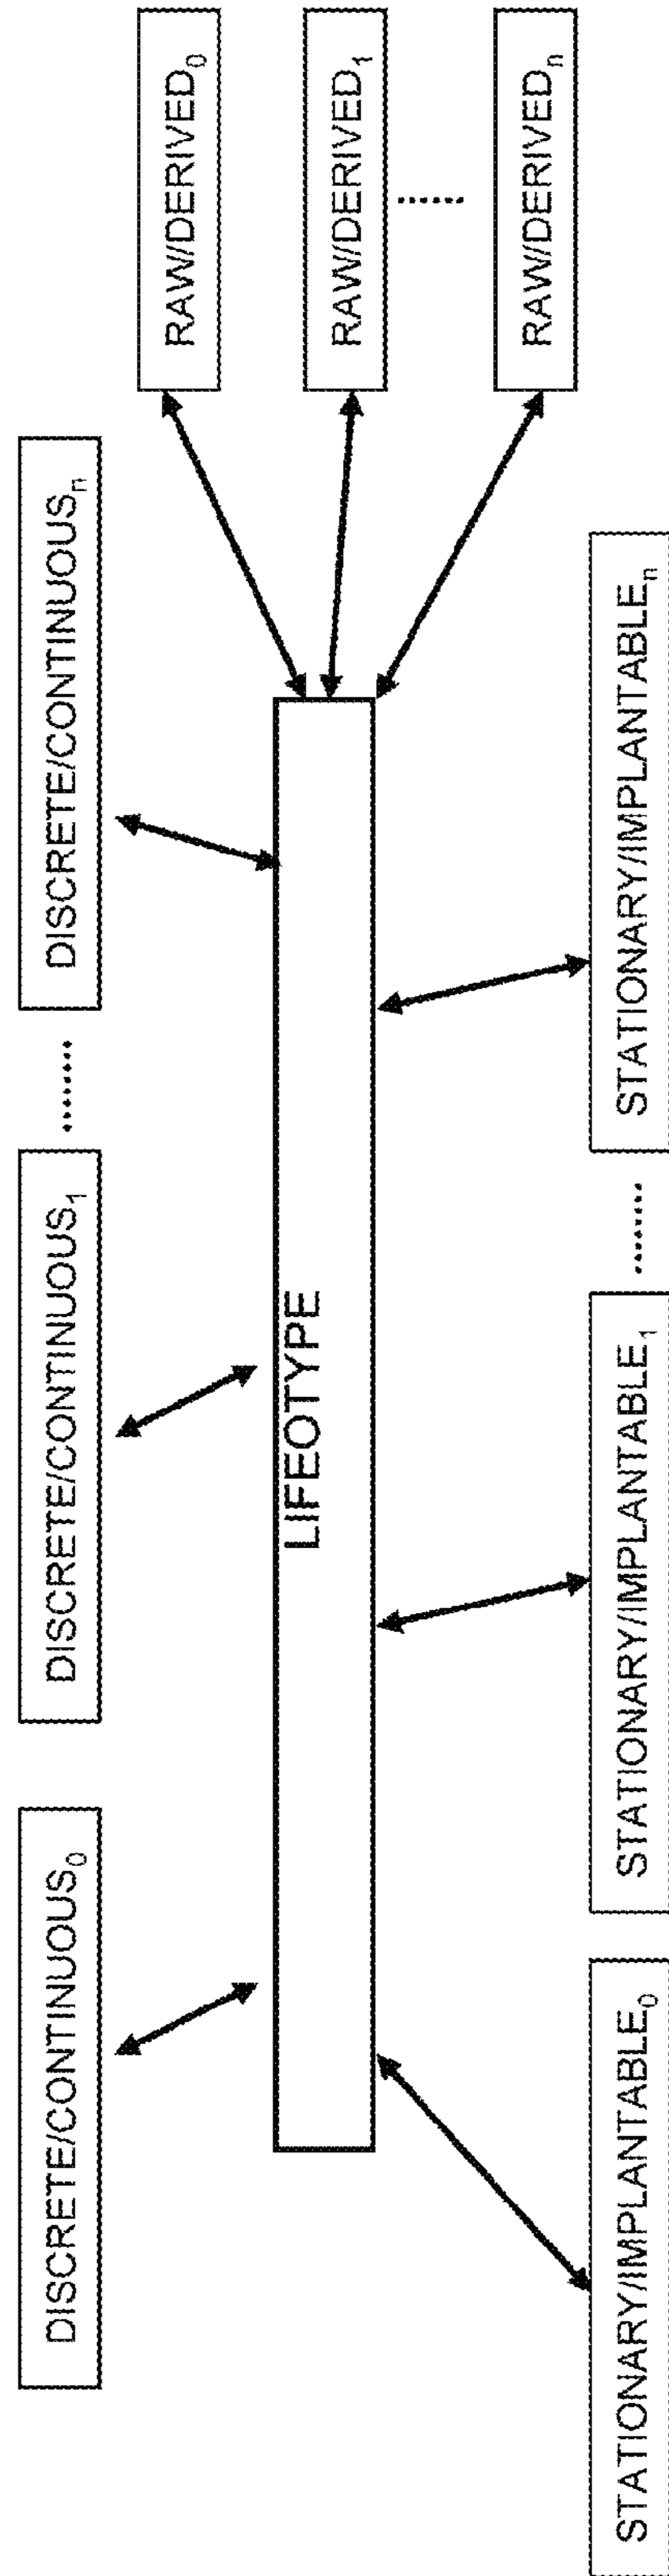 DISCRETE/CONTINUOUS₀
DISCRETE/CONTINUOUS₁
........
DISCRETE/CONTINUOUSₙ
LIFEOTYPE
RAW/DERIVED₀
RAW/DERIVED₁
......
RAW/DERIVEDₙ
STATIONARY/IMPLANTABLE₀
STATIONARY/IMPLANTABLE₁
........
STATIONARY/IMPLANTABLEₙ